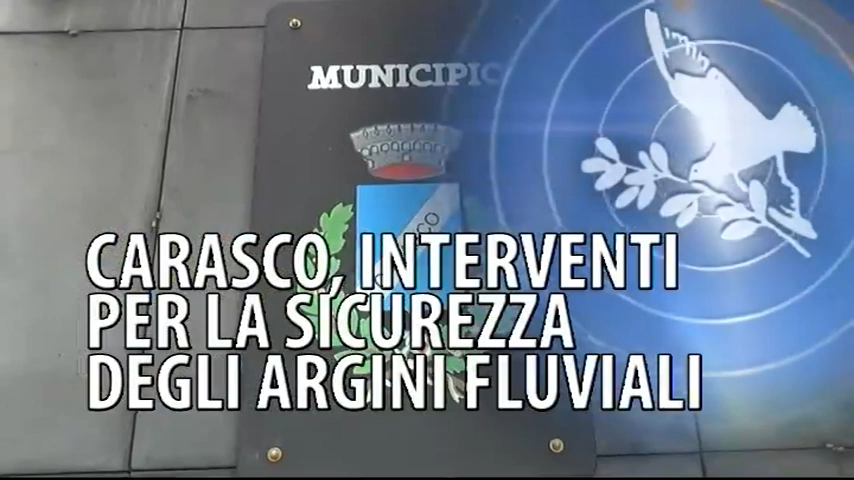 MUNICIPIO
CARASCO, INTERVENTI
PER LA SICUREZZA
DEGLI ARGINI FLUVIALI